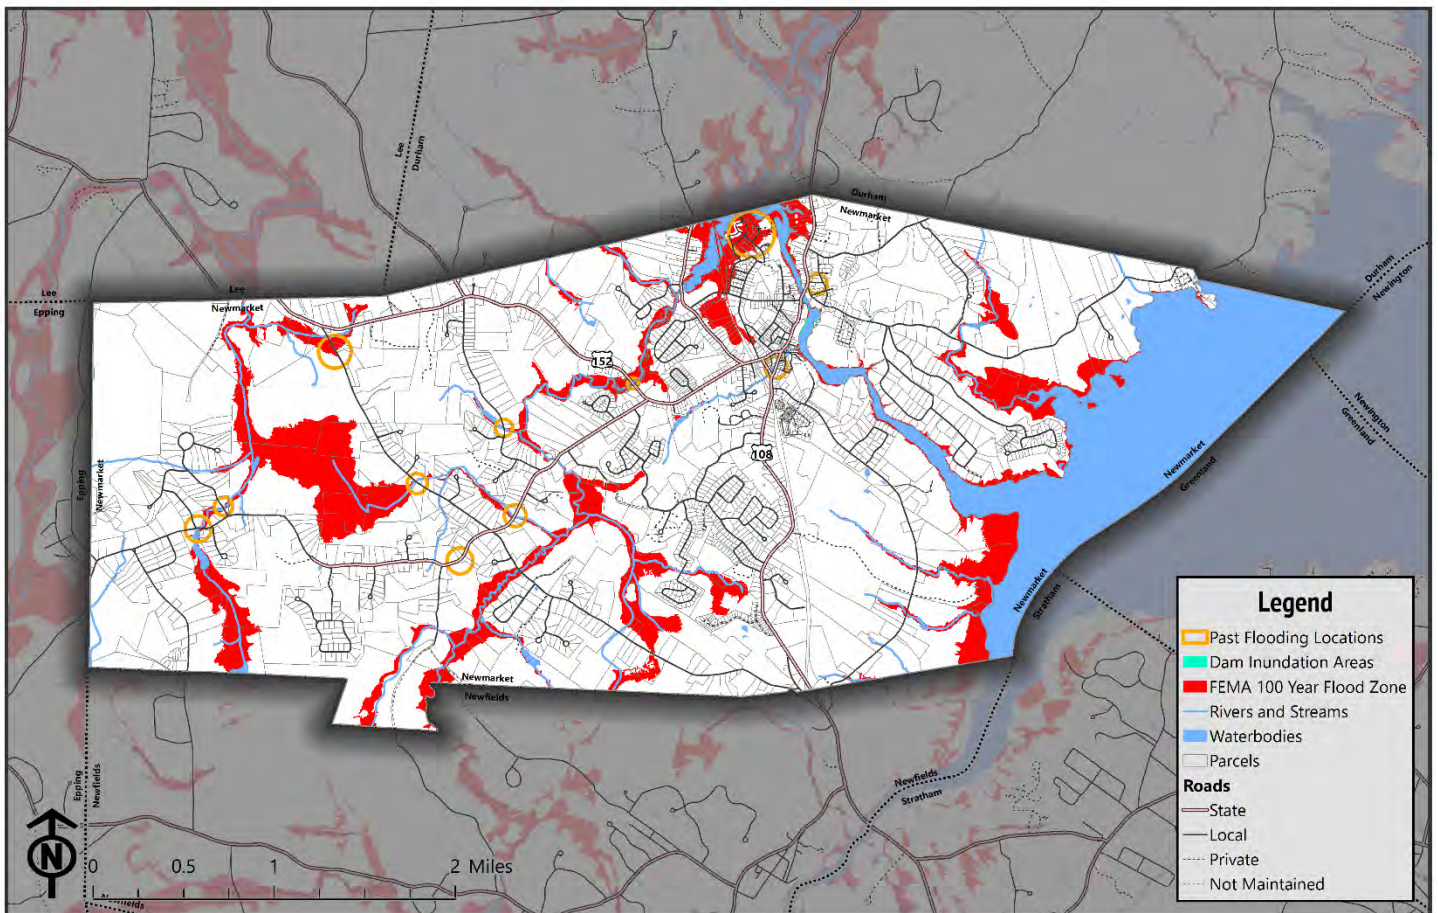 Lee
Durham
Durham
Newmarket
Durham
Newington
Lee
Epping
Lee
Newmarket
152
Newington
Greenland
108
Epping
Newmarket
Newmarket
Greenland
Newmarket
Stratham
Newmarket
Newfields
Newfields
Stratham
Epping
Newfields
N
0 0.5 1 2 Miles
Legend
Past Flooding Locations
Dam Inundation Areas
FEMA 100 Year Flood Zone
Rivers and Streams
Waterbodies
Parcels
Roads
State
Local
Private
Not Maintained